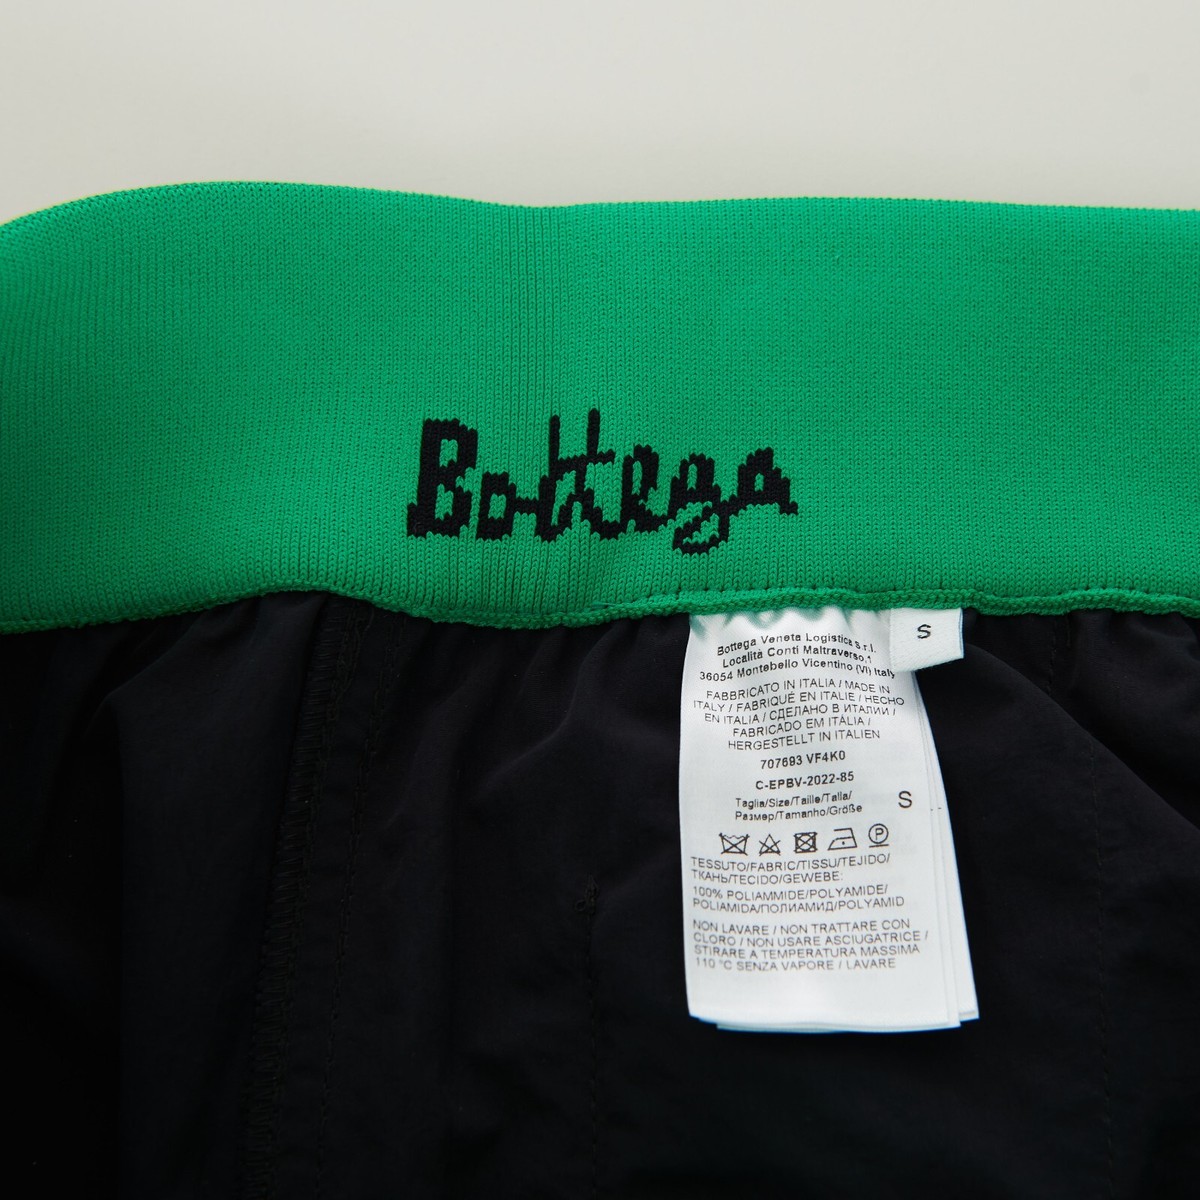 Bottega
S
Bottega Veneta Logistica s.r.l.
Località Conti Maltraverso,1
36054 Montebello Vicentino (VI) Italy
FABBRICATO IN ITALIA / MADE IN
ITALY / FABRIQUÉ EN ITALIE / HECHO
EN ITALIA / СДЕЛАНО В ИТАЛИИ /
FABRICADO EM ITÁLIA /
HERGESTELLT IN ITALIEN
707693 VF4K0
C-EPBV-2022-85
Taglia/Size/Taille/Talla/
Размер/Tamanho/Größe
S
TESSUTO/FABRIC/TISSU/TEJIDO/
ТКАНЬ/TECIDO/GEWEBE:
100% POLIAMMIDE/POLYAMIDE/
POLIAMIDA/ПОЛИАМИД/POLYAMID
NON LAVARE / NON TRATTARE CON
CLORO / NON USARE ASCIUGATRICE /
STIRARE A TEMPERATURA MASSIMA
110 °C SENZA VAPORE / LAVARE